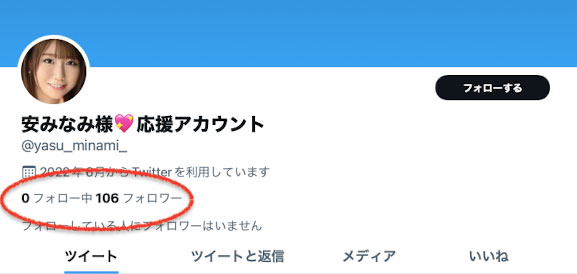 フォローする
安みなみ様💖応援アカウント
@yasu_minami_
2022年8月からTwitterを利用しています
0 フォロー中 106 フォロワー
フォローしている人にフォロワーはいません
ツイート ツイートと返信 メディア いいね